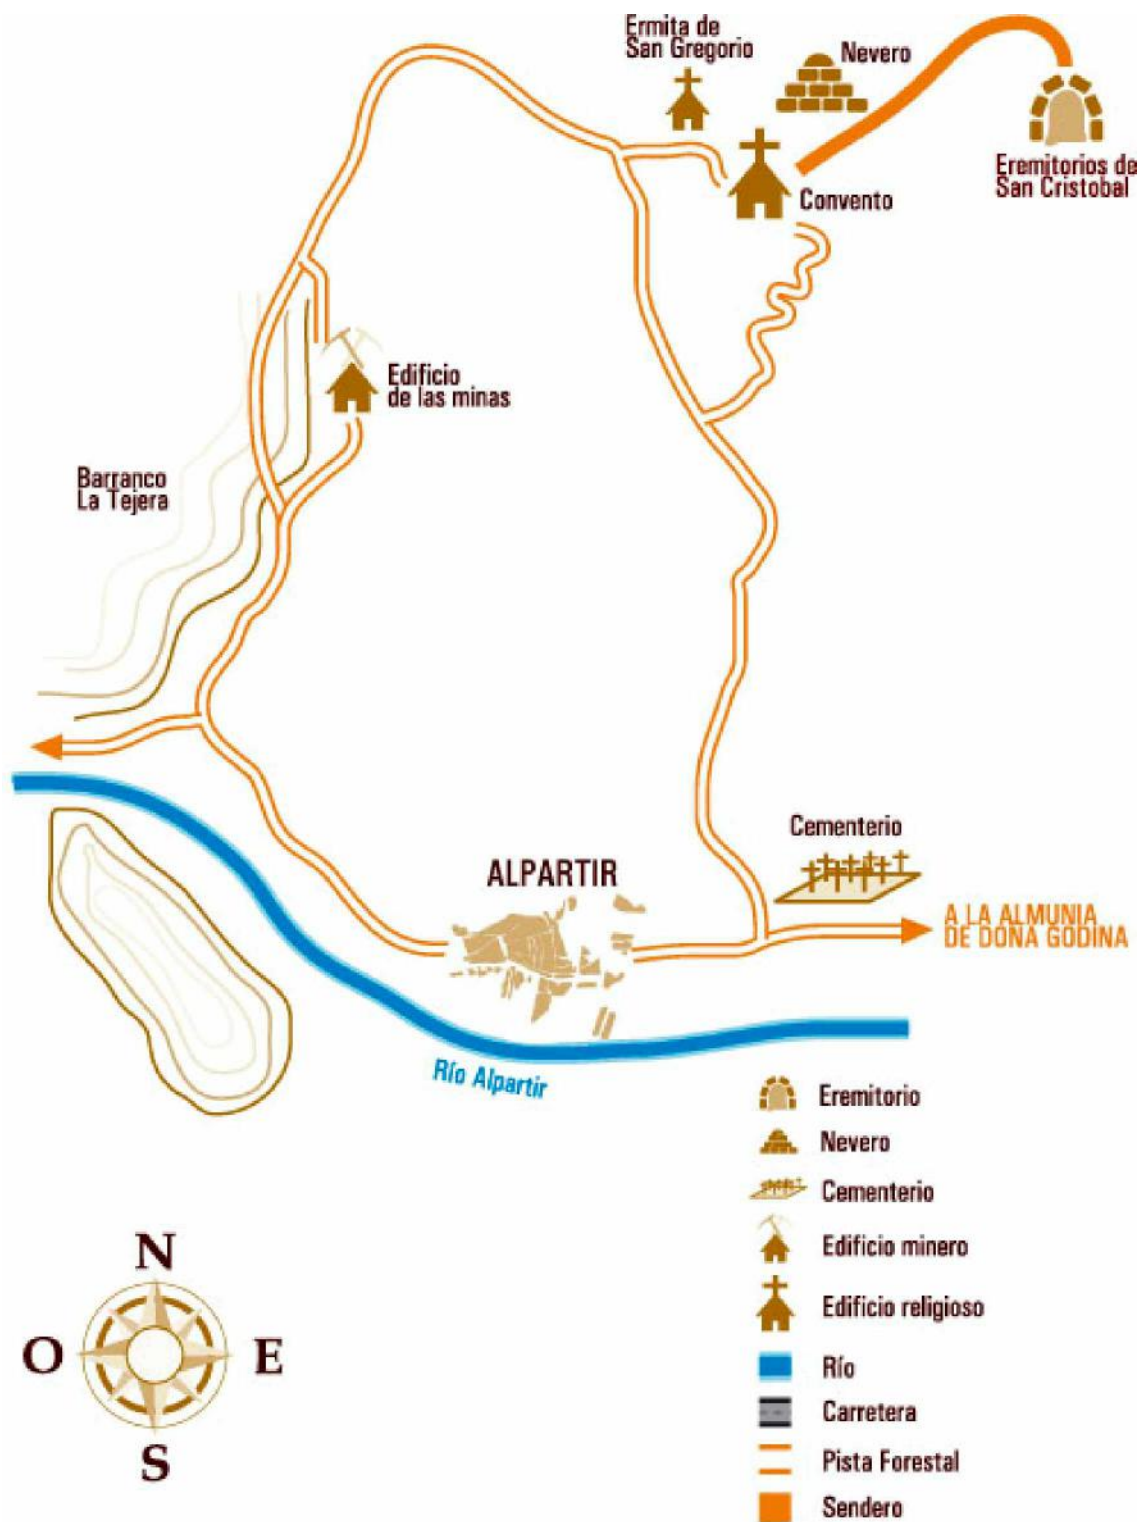 Ermita de
San Gregorio
Nevero
Eremitorios de
San Cristobal
Convento
Edificio
de las minas
Barranco
La Tejera
Cementerio
ALPARTIR
A LA ALMUNIA
DE DOÑA GODINA
Río Alpartir
Eremitorio
Nevero
Cementerio
Edificio minero
Edificio religioso
Río
Carretera
Pista Forestal
Sendero
N
O
E
S